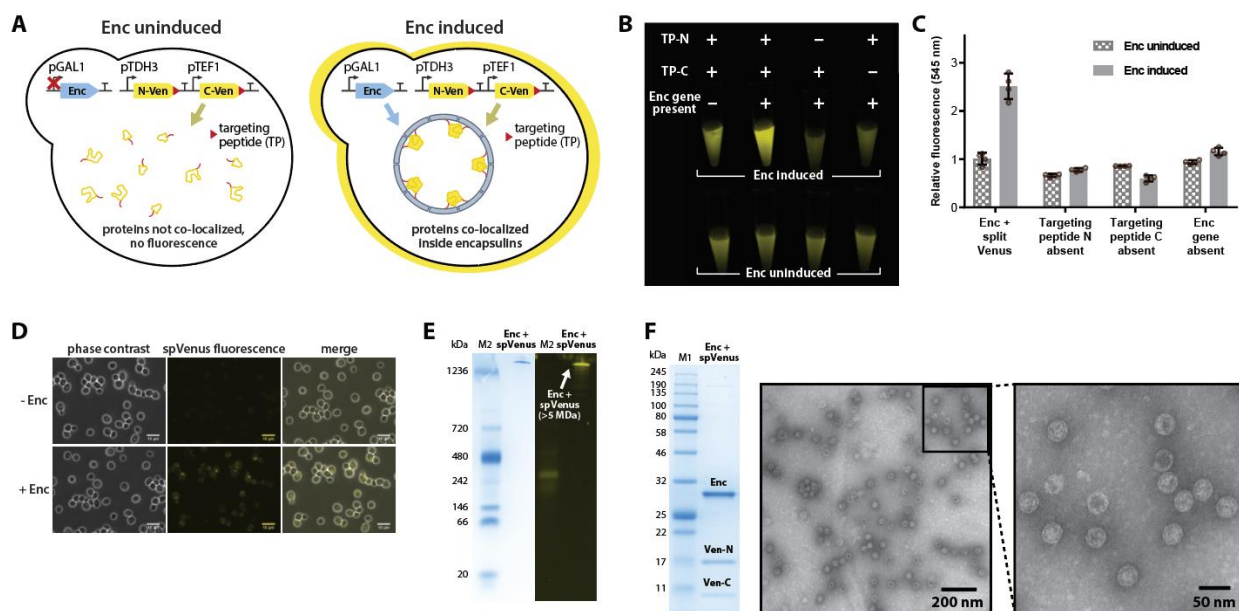 A
Enc uninduced
pGAL1
pTDH3
pTEF1
Enc
N-Ven
C-Ven
targeting
peptide (TP)
proteins not co-localized,
no fluorescence
Enc induced
pGAL1
pTDH3
pTEF1
Enc
N-Ven
C-Ven
targeting
peptide (TP)
proteins co-localized
inside encapsulins
B
TP-N + + – +
TP-C + + + –
Enc gene
present
– + + +
Enc induced
Enc uninduced
C
Enc uninduced
Enc induced
Relative fluorescence (545 nm)
3
2
1
0
Enc +
split
Venus
Targeting
peptide N
absent
Targeting
peptide C
absent
Enc
gene
absent
D
phase contrast
spVenus fluorescence
merge
- Enc
+ Enc
E
kDa
M2
Enc +
spVenus
M2
Enc +
spVenus
1236
720
480
242
146
66
20
Enc +
spVenus
(>5 MDa)
F
kDa
M1
Enc +
spVenus
245
190
135
100
80
58
46
32
25
22
17
11
Enc
Ven-N
Ven-C
200 nm
50 nm